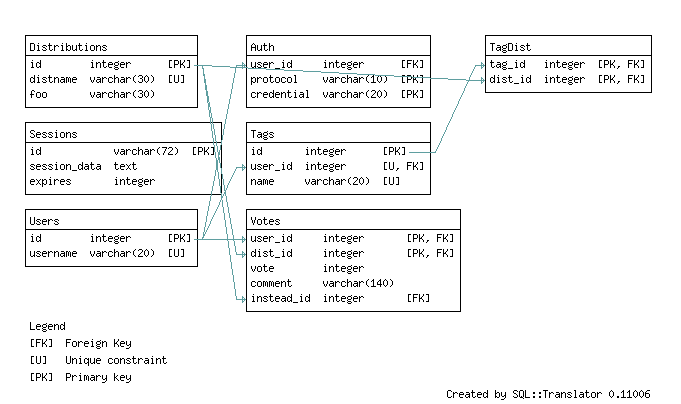 Distributions
id integer [PK]
distname varchar(30) [U]
foo varchar(30)
Auth
user_id integer [FK]
protocol varchar(10) [PK]
credential varchar(20) [PK]
TagDist
tag_id integer [PK, FK]
dist_id integer [PK, FK]
Sessions
id varchar(72) [PK]
session_data text
expires integer
Tags
id integer [PK]
user_id integer [U, FK]
name varchar(20) [U]
Users
id integer [PK]
username varchar(20) [U]
Votes
user_id integer [PK, FK]
dist_id integer [PK, FK]
vote integer
comment varchar(140)
instead_id integer [FK]
Legend
[FK] Foreign Key
[U] Unique constraint
[PK] Primary key
Created by SQL::Translator 0.11006